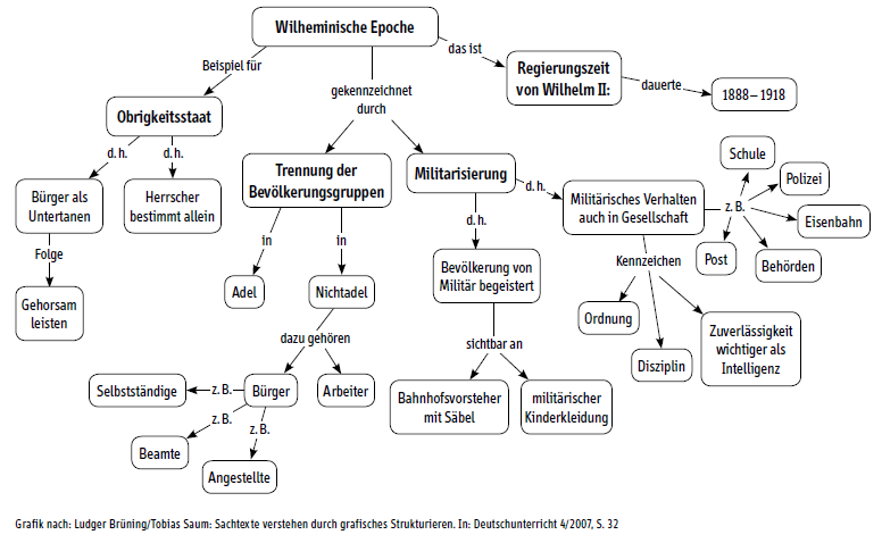 Wilheminische Epoche
das ist
Beispiel für
Regierungszeit
von Wilhelm II:
dauerte
1888–1918
gekennzeichnet
durch
Obrigkeitsstaat
d. h.
d. h.
Bürger als
Untertanen
Herrscher
bestimmt allein
Folge
Gehorsam
leisten
Trennung der
Bevölkerungsgruppen
in
in
Adel
Nichtadel
dazu gehören
Bürger
Arbeiter
z. B.
Selbstständige
z. B.
Beamte
z. B.
Angestellte
Militarisierung
d. h.
d. h.
Bevölkerung von
Militär begeistert
sichtbar an
Bahnhofsvorsteher
mit Säbel
militärischer
Kinderkleidung
Militärisches Verhalten
auch in Gesellschaft
z. B.
Schule
Polizei
Eisenbahn
Behörden
Post
Kennzeichen
Ordnung
Disziplin
Zuverlässigkeit
wichtiger als
Intelligenz
Grafik nach: Ludger Brüning/Tobias Saum: Sachtexte verstehen durch grafisches Strukturieren. In: Deutschunterricht 4/2007, S. 32